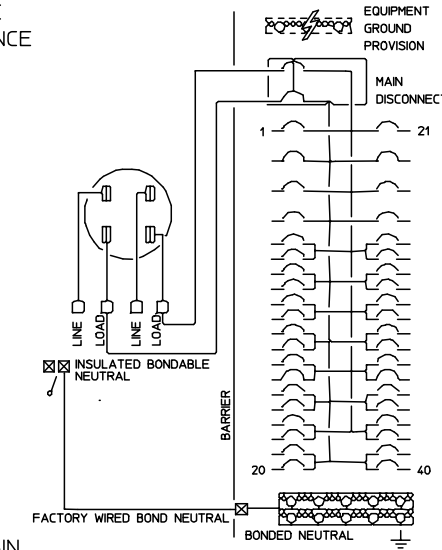 NCE
EQUIPMENT
GROUND
PROVISION
MAIN
DISCONNECT
1
21
LINE
LOAD
LINE
LOAD
INSULATED BONDABLE
NEUTRAL
BARRIER
20
40
FACTORY WIRED BOND NEUTRAL
BONDED NEUTRAL